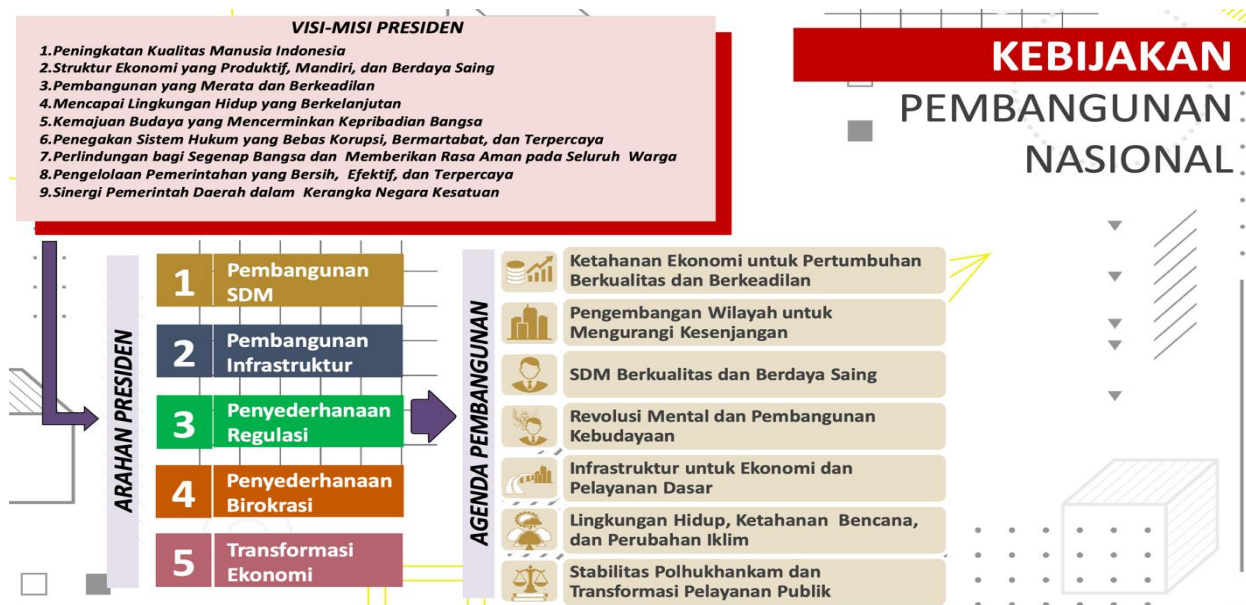 VISI-MISI PRESIDEN
1.Peningkatan Kualitas Manusia Indonesia
2.Struktur Ekonomi yang Produktif, Mandiri, dan Berdaya Saing
3.Pembangunan yang Merata dan Berkeadilan
4.Mencapai Lingkungan Hidup yang Berkelanjutan
5.Kemajuan Budaya yang Mencerminkan Kepribadian Bangsa
6.Penegakan Sistem Hukum yang Bebas Korupsi, Bermartabat, dan Terpercaya
7.Perlindungan bagi Segenap Bangsa dan Memberikan Rasa Aman pada Seluruh Warga
8.Pengelolaan Pemerintahan yang Bersih, Efektif, dan Terpercaya
9.Sinergi Pemerintah Daerah dalam Kerangka Negara Kesatuan
KEBIJAKAN
PEMBANGUNAN
NASIONAL
ARAHAN PRESIDEN
1 Pembangunan
SDM
2 Pembangunan
Infrastruktur
3 Penyederhanaan
Regulasi
4 Penyederhanaan
Birokrasi
5 Transformasi
Ekonomi
AGENDA PEMBANGUNAN
Ketahanan Ekonomi untuk Pertumbuhan
Berkualitas dan Berkeadilan
Pengembangan Wilayah untuk
Mengurangi Kesenjangan
SDM Berkualitas dan Berdaya Saing
Revolusi Mental dan Pembangunan
Kebudayaan
Infrastruktur untuk Ekonomi dan
Pelayanan Dasar
Lingkungan Hidup, Ketahanan Bencana,
dan Perubahan Iklim
Stabilitas Polhukhankam dan
Transformasi Pelayanan Publik